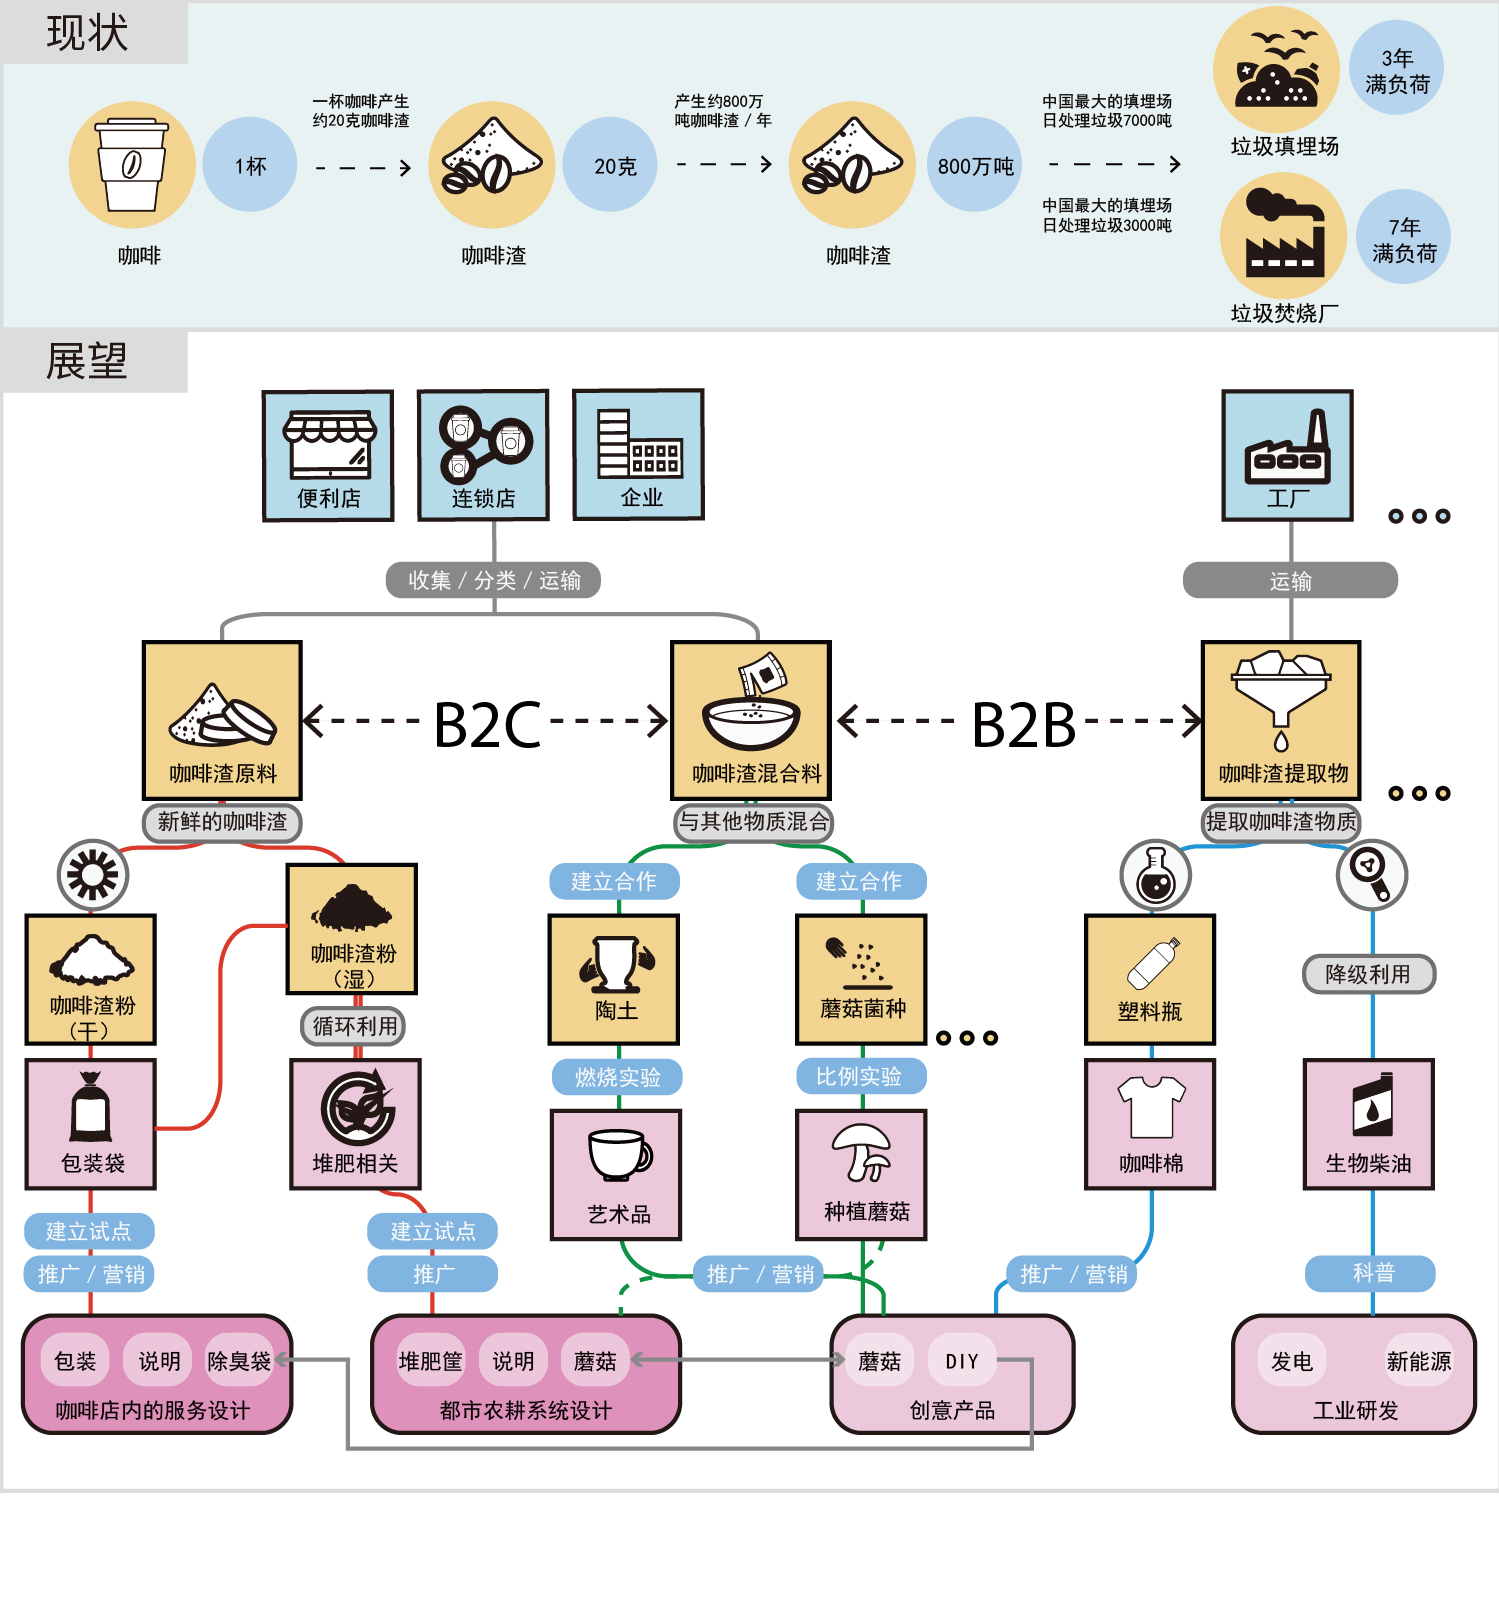 现状
一杯咖啡产生
约20克咖啡渣
产生约800万
吨咖啡渣 / 年
中国最大的填埋场
日处理垃圾7000吨
3年
满负荷
垃圾填埋场
1杯
20克
800万吨
中国最大的填埋场
日处理垃圾3000吨
7年
满负荷
咖啡
咖啡渣
咖啡渣
垃圾焚烧厂
展望
便利店
连锁店
企业
工厂
收集 / 分类 / 运输
运输
B2C
B2B
咖啡渣原料
咖啡渣混合料
咖啡渣提取物
新鲜的咖啡渣
与其他物质混合
提取咖啡渣物质
建立合作
建立合作
咖啡渣粉
（湿）
咖啡渣粉
（干）
陶土
蘑菇菌种
塑料瓶
降级利用
循环利用
燃烧实验
比例实验
包装袋
堆肥相关
艺术品
种植蘑菇
咖啡棉
生物柴油
建立试点
推广 / 营销
建立试点
推广
推广 / 营销
推广 / 营销
科普
包装
说明
除臭袋
咖啡店内的服务设计
堆肥筐
说明
蘑菇
都市农耕系统设计
蘑菇
DIY
创意产品
发电
新能源
工业研发